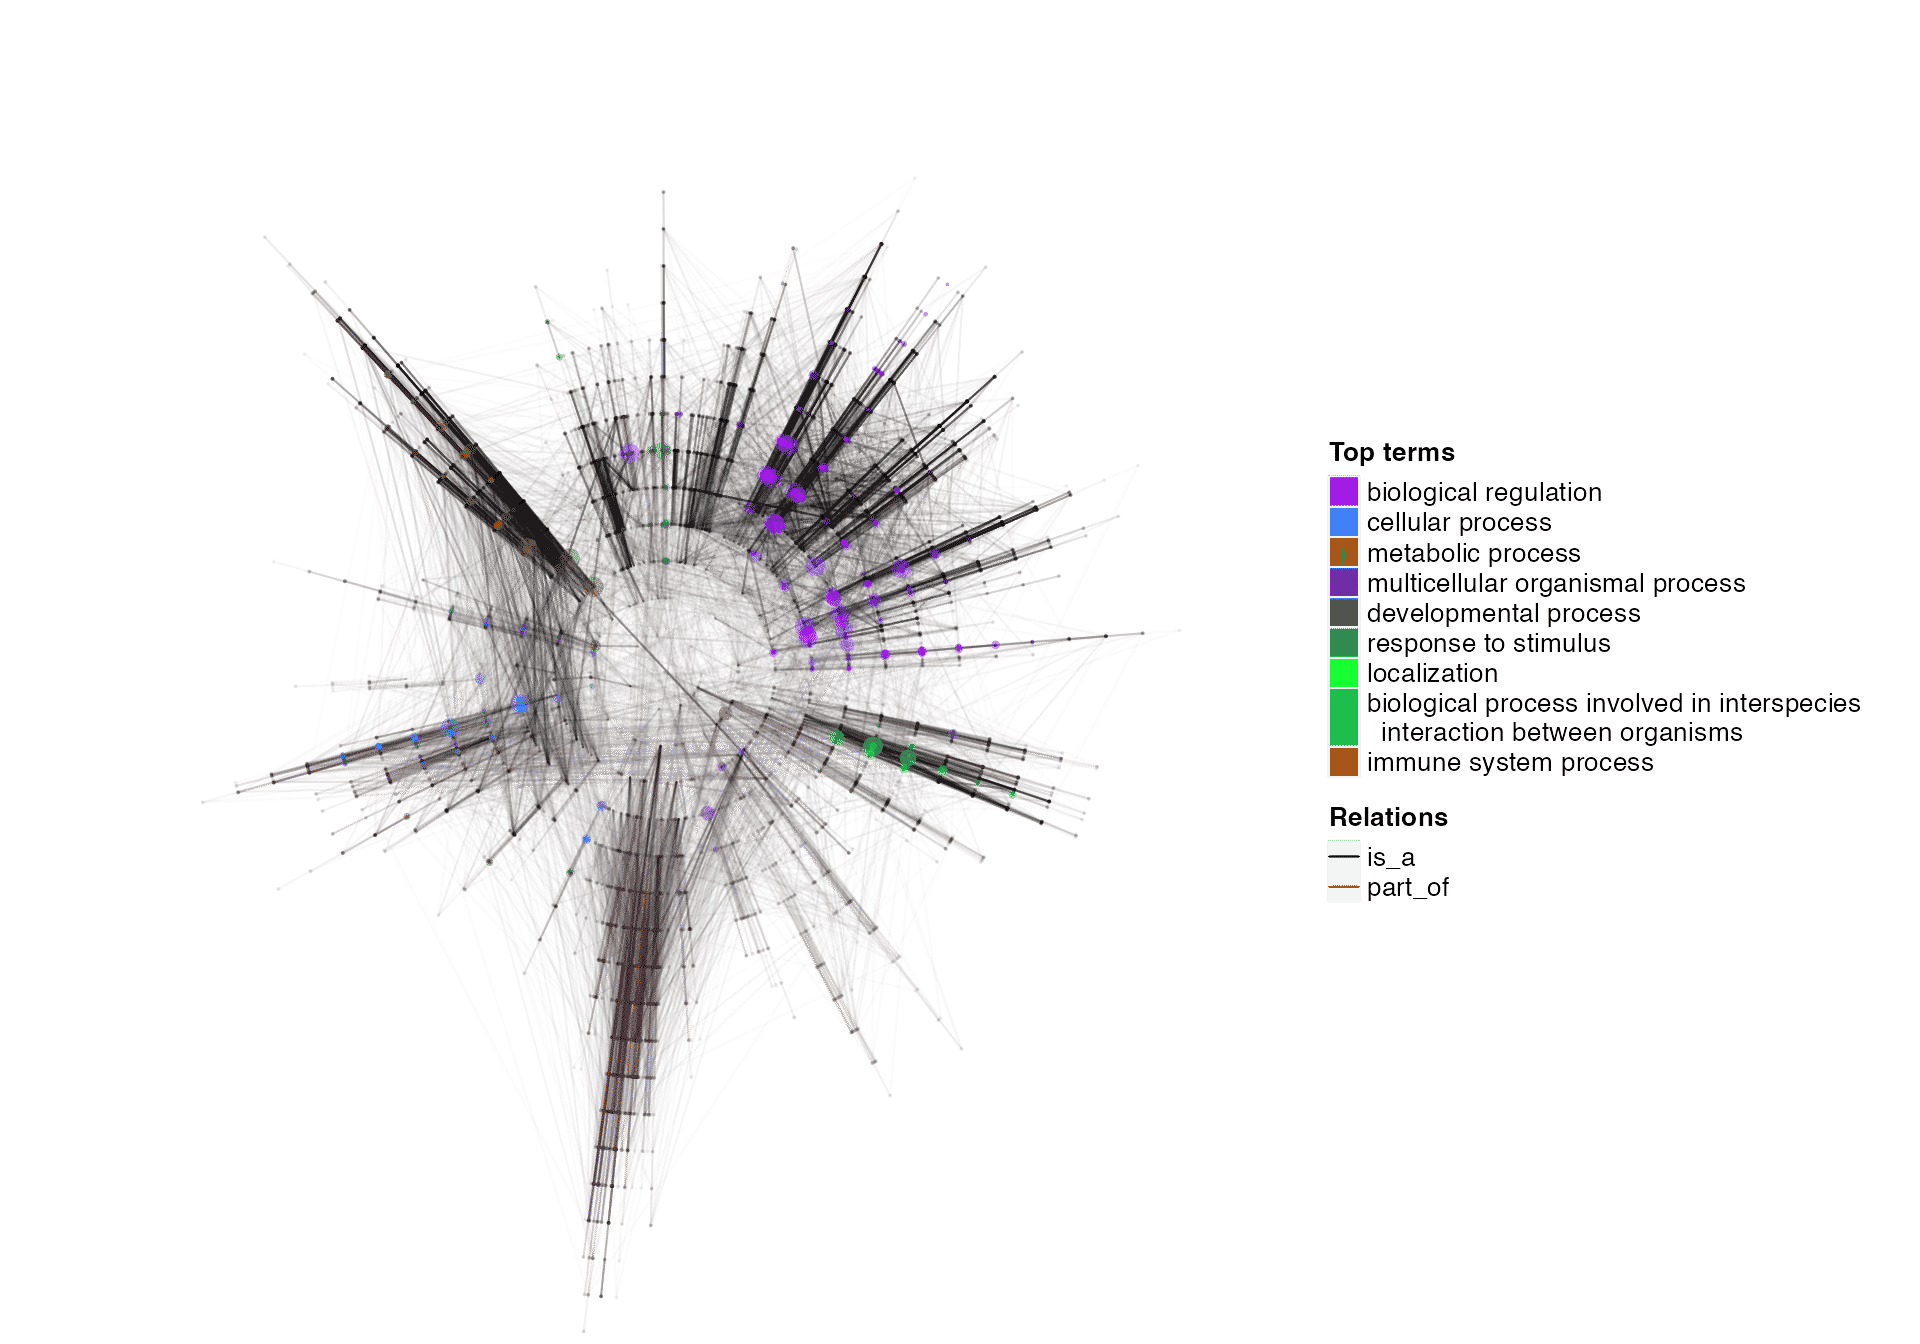 Top terms
biological regulation
cellular process
metabolic process
multicellular organismal process
developmental process
response to stimulus
localization
biological process involved in interspecies
interaction between organisms
immune system process
Relations
is_a
part_of